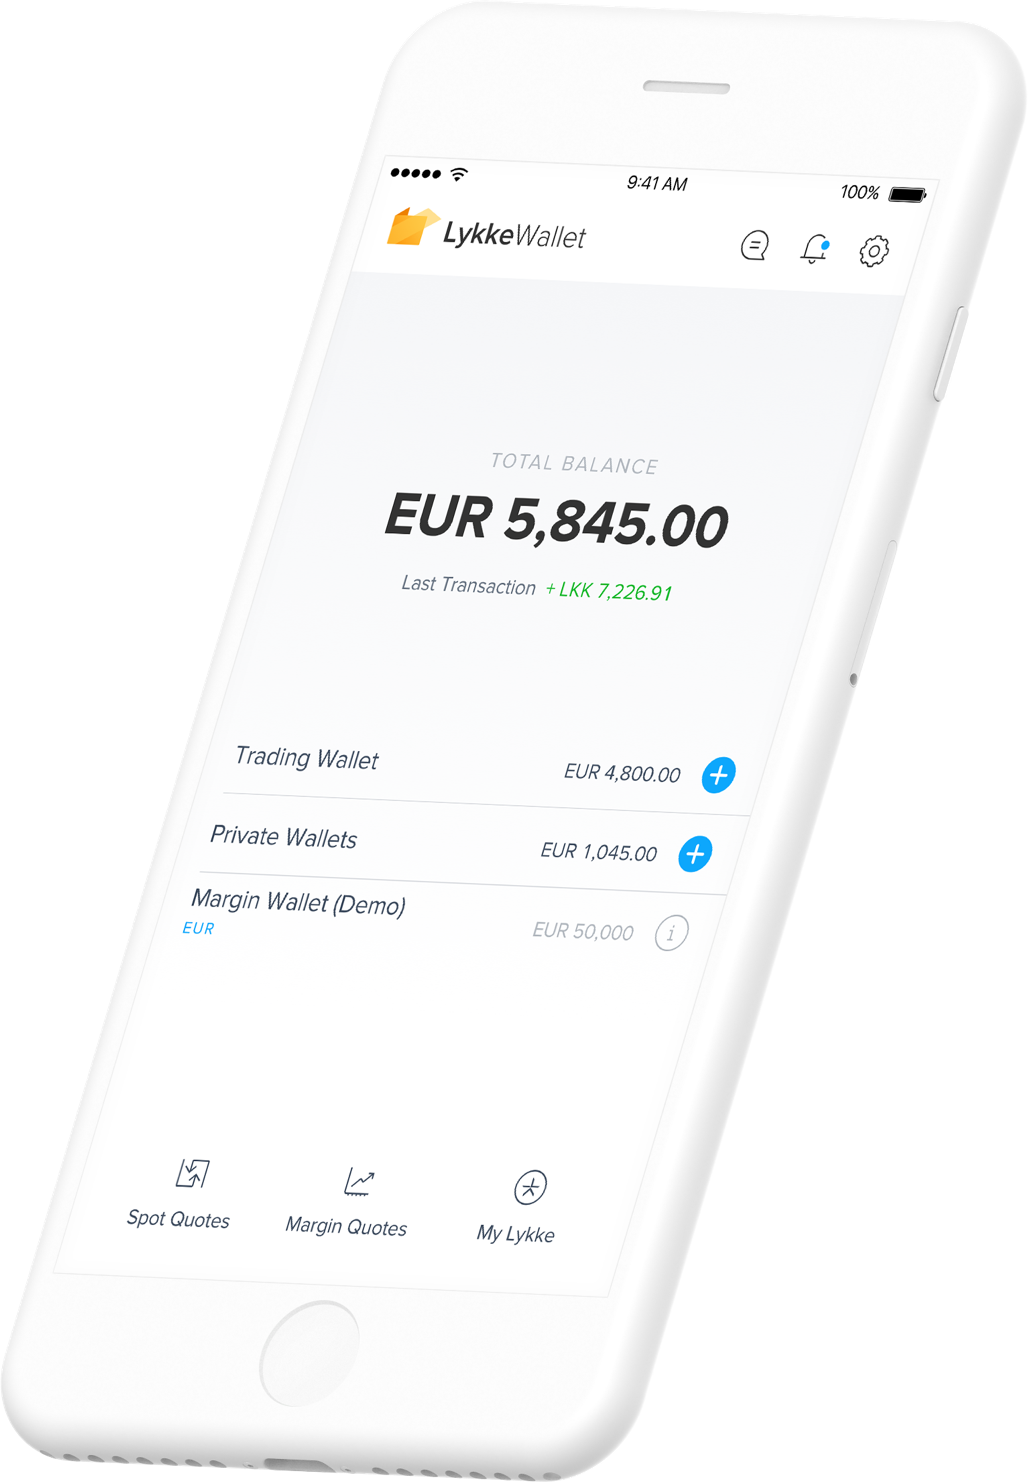 9:41 AM
100%
LykkeWallet
TOTAL BALANCE
EUR 5,845.00
Last Transaction + LKK 7,226.91
Trading Wallet EUR 4,800.00 +
Private Wallets EUR 1,045.00 +
Margin Wallet (Demo)
EUR
EUR 50,000 i
Spot Quotes
Margin Quotes
My Lykke